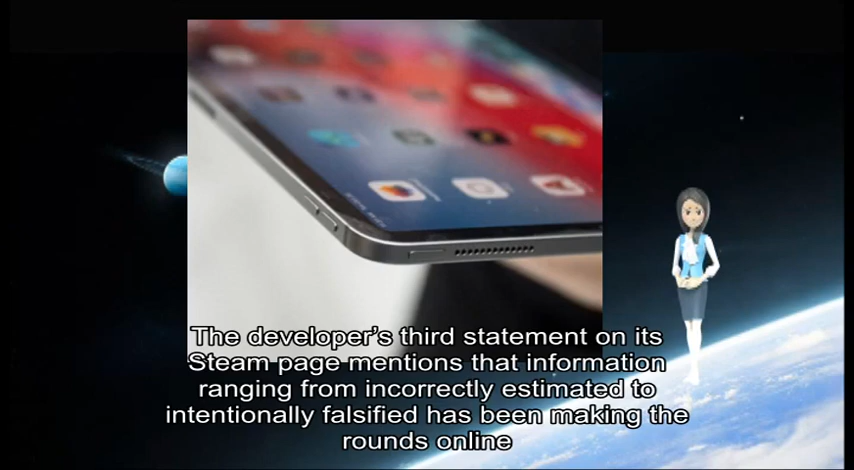 The developer's third statement on its
Steam page mentions that information
ranging from incorrectly estimated to
intentionally falsified has been making the
rounds online